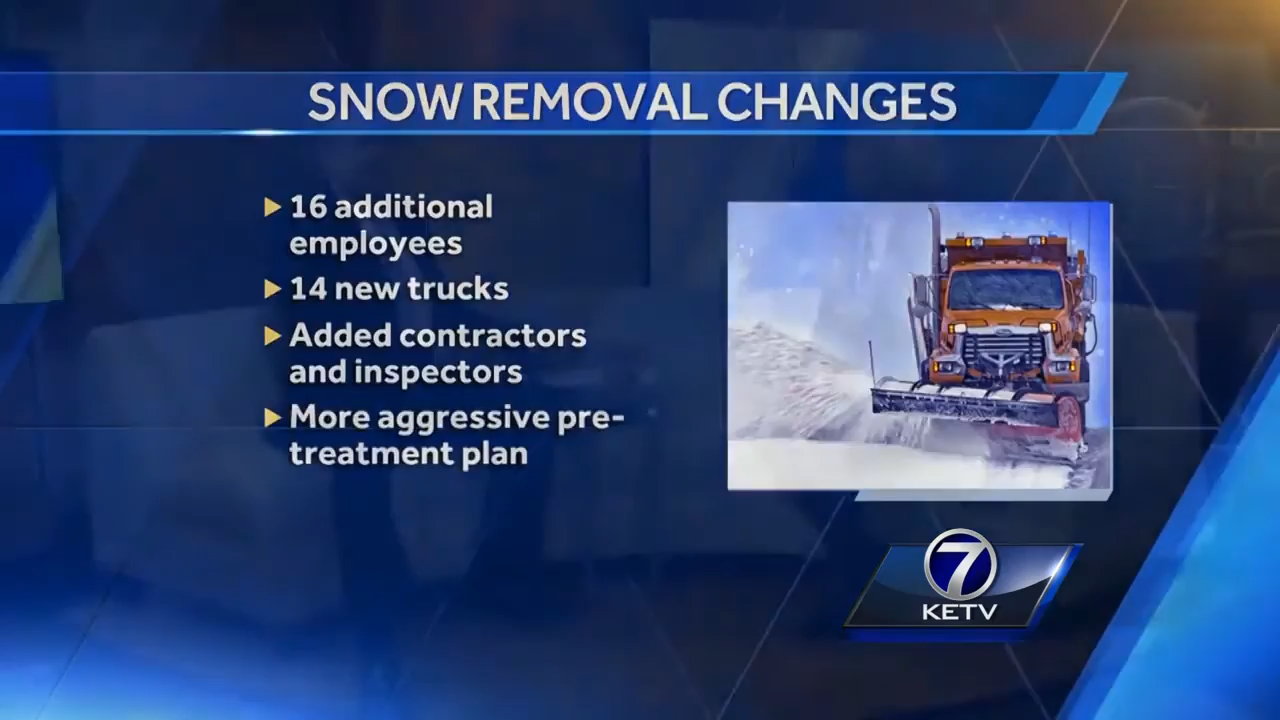 SNOW REMOVAL CHANGES
16 additional
employees
14 new trucks
Added contractors
and inspectors
More aggressive pre-
treatment plan
7
KETV